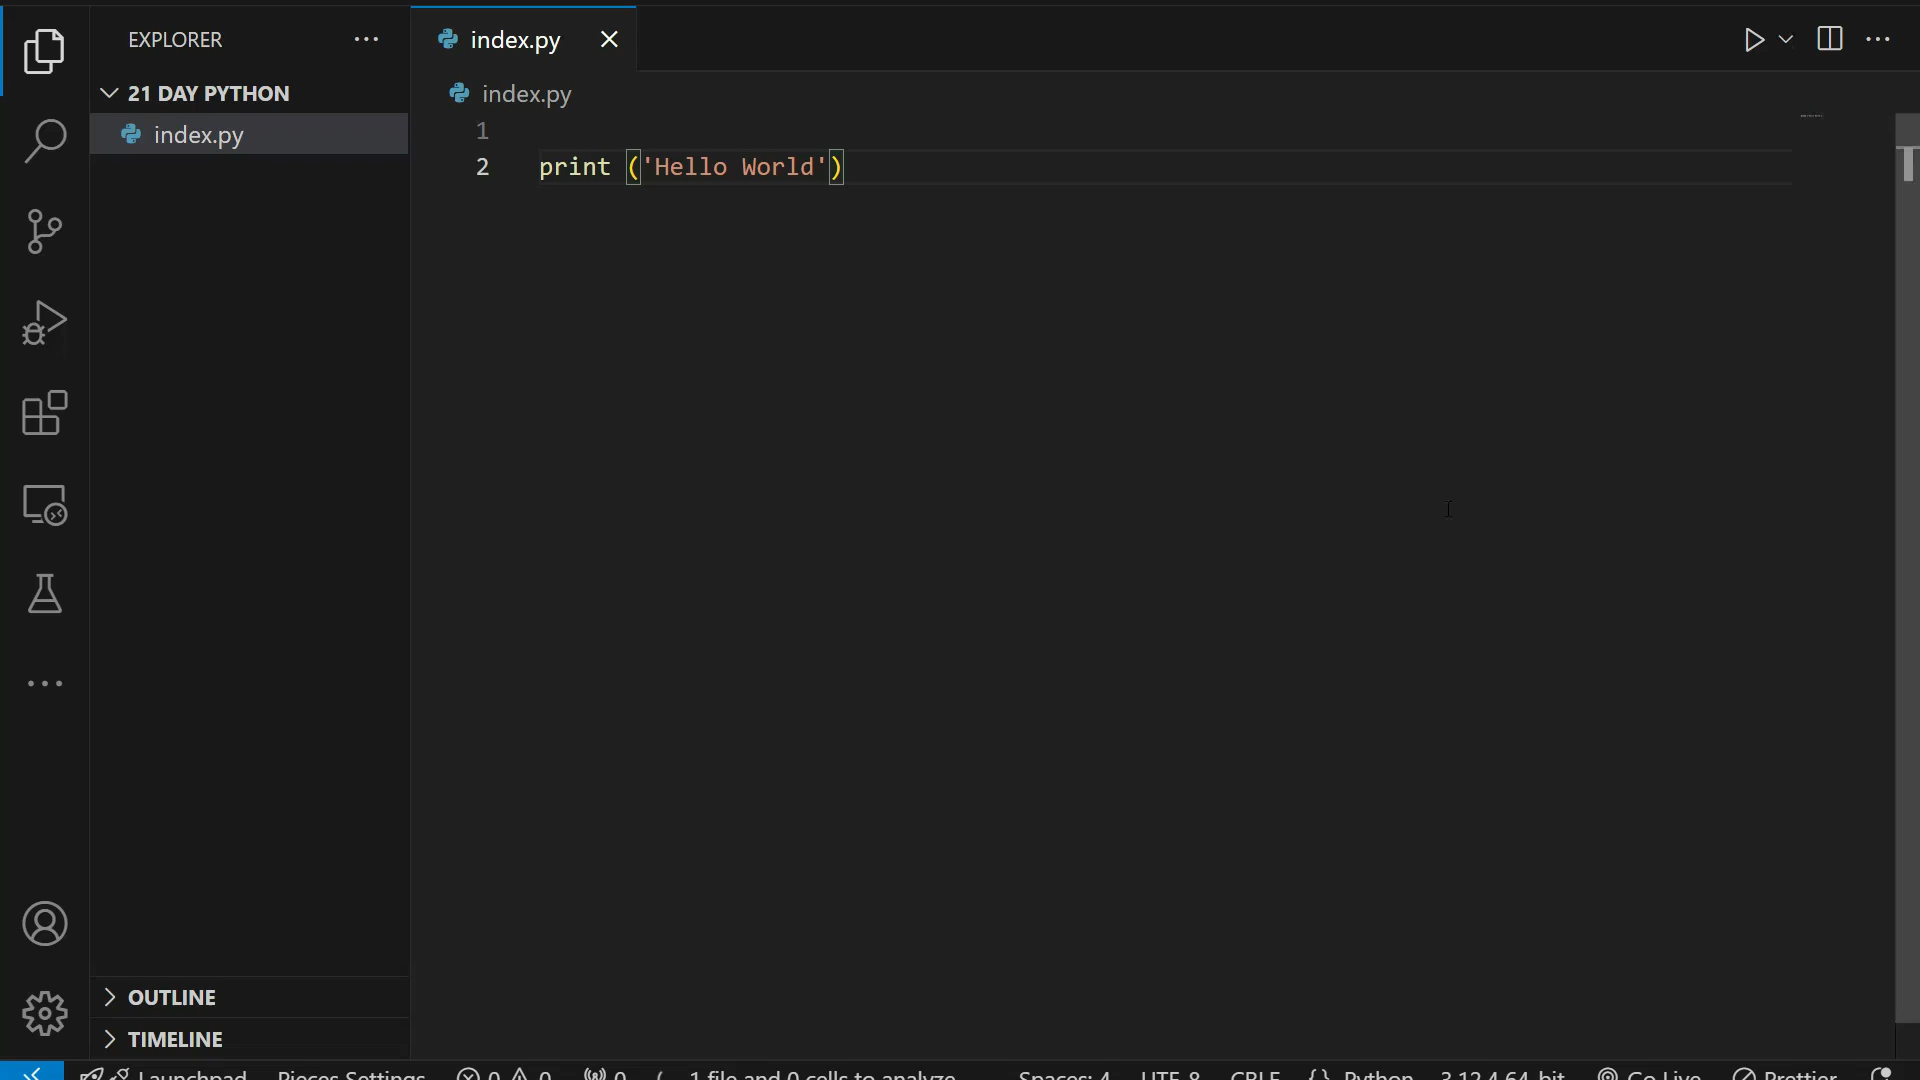 EXPLORER
21 DAY PYTHON
index.py
OUTLINE
TIMELINE
index.py
index.py
1
2 print ('Hello World')
Launchpad Pieces Settings 0 0 0 1 file and 0 cells to analyze Spaces: 4 UTF-8 CRLF {} Python 3.12.4 64-bit Go Live Prettier